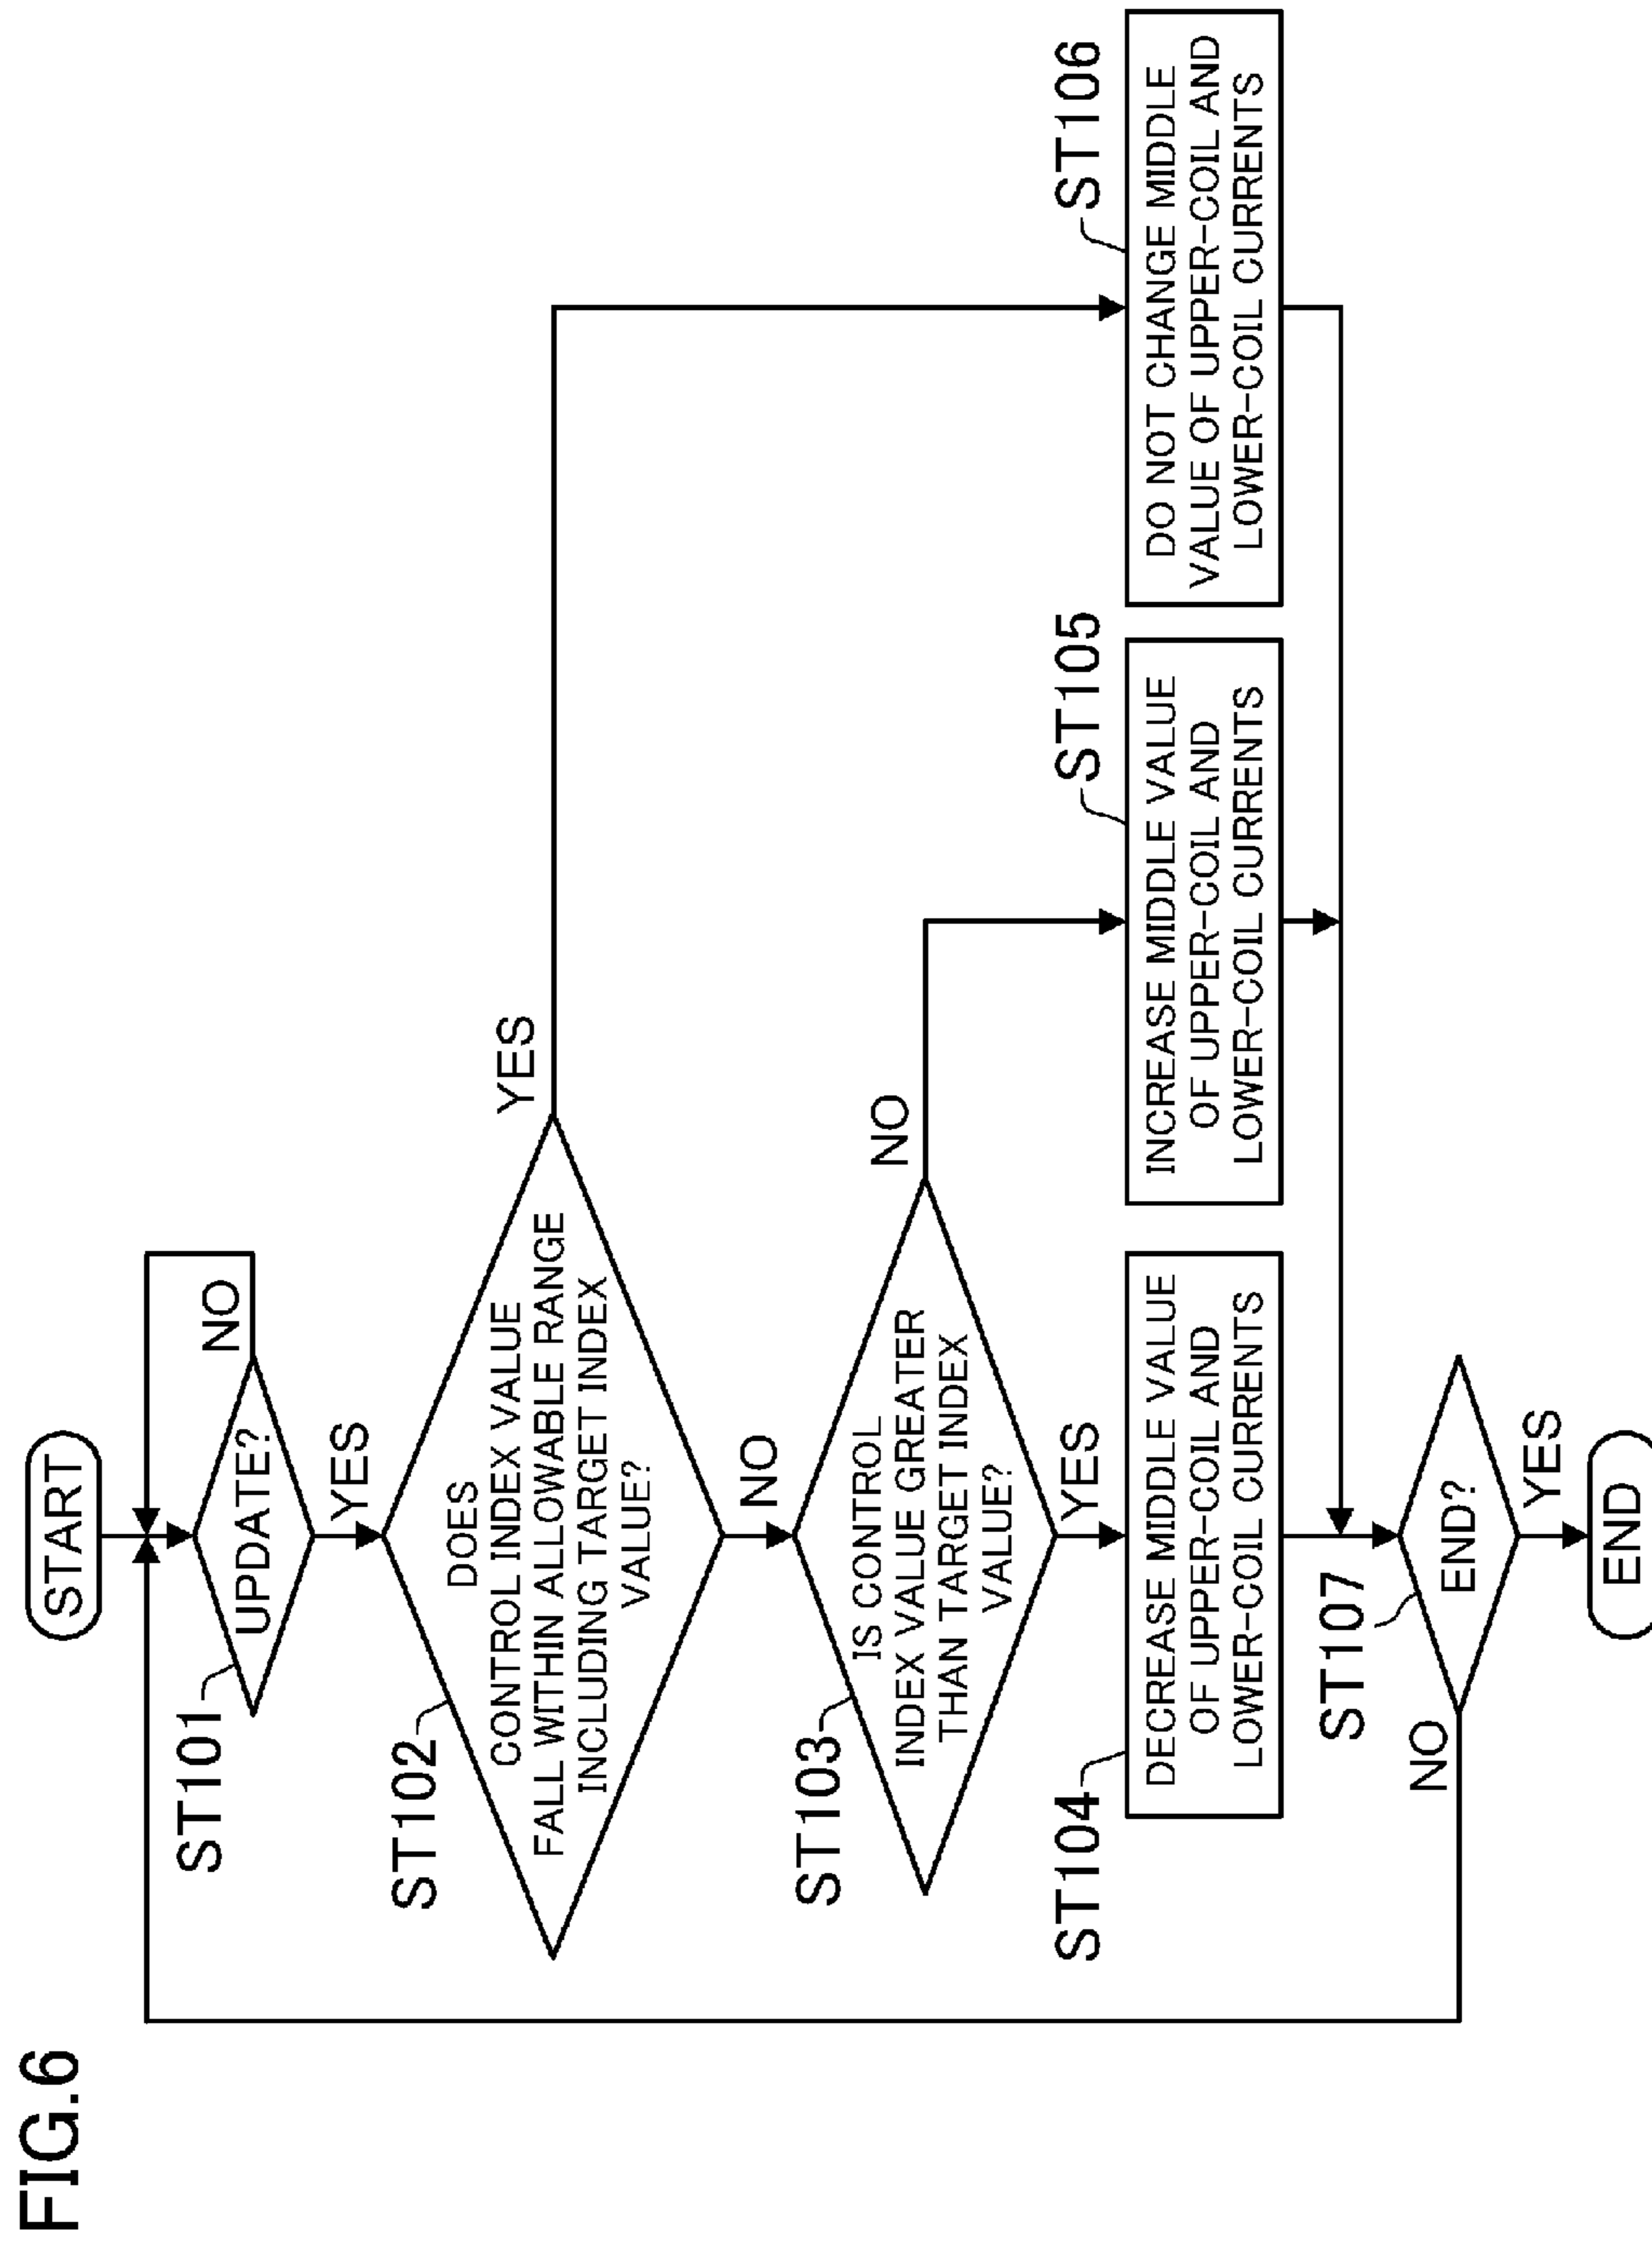 FIG.6
START
ST101
UPDATE?
NO
YES
ST102
DOES
CONTROL INDEX VALUE
FALL WITHIN ALLOWABLE RANGE
INCLUDING TARGET INDEX
VALUE?
YES
NO
ST103
IS CONTROL
INDEX VALUE GREATER
THAN TARGET INDEX
VALUE?
NO
YES
ST104
DECREASE MIDDLE VALUE
OF UPPER-COIL AND
LOWER-COIL CURRENTS
ST105
INCREASE MIDDLE VALUE
OF UPPER-COIL AND
LOWER-COIL CURRENTS
ST106
DO NOT CHANGE MIDDLE
VALUE OF UPPER-COIL AND
LOWER-COIL CURRENTS
ST107
END?
NO
YES
END